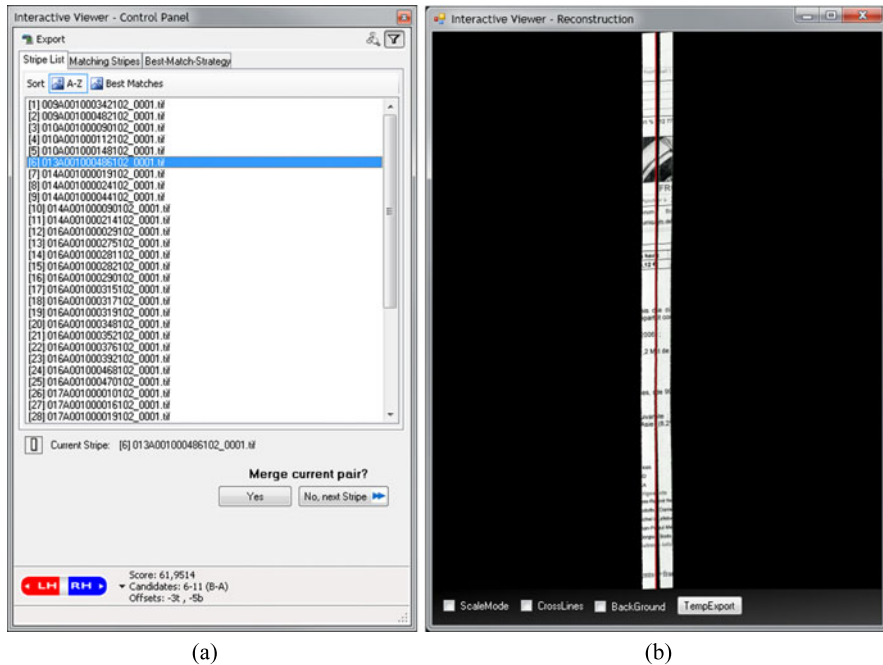 Interactive Viewer - Control Panel
Export
Stripe List Matching Stripes Best-Match-Strategy
Sort A-Z Best Matches
[1] 009A001000342102_0001.tif
[2] 009A001000482102_0001.tif
[3] 010A001000090102_0001.tif
[4] 010A001000112102_0001.tif
[5] 010A001000148102_0001.tif
[6] 013A001000486102_0001.tif
[7] 014A001000019102_0001.tif
[8] 014A001000024102_0001.tif
[9] 014A001000044102_0001.tif
[10] 014A001000090102_0001.tif
[11] 014A001000214102_0001.tif
[12] 016A001000029102_0001.tif
[13] 016A001000275102_0001.tif
[14] 016A001000281102_0001.tif
[15] 016A001000282102_0001.tif
[16] 016A001000290102_0001.tif
[17] 016A001000315102_0001.tif
[18] 016A001000317102_0001.tif
[19] 016A001000319102_0001.tif
[20] 016A001000348102_0001.tif
[21] 016A001000352102_0001.tif
[22] 016A001000376102_0001.tif
[23] 016A001000392102_0001.tif
[24] 016A001000468102_0001.tif
[25] 016A001000470102_0001.tif
[26] 017A001000010102_0001.tif
[27] 017A001000016102_0001.tif
[28] 017A001000019102_0001.tif
Current Stripe: [6] 013A001000486102_0001.tif
Merge current pair?
Yes No, next Stripe
LH RH
Score: 61,9514
Candidates: 6-11 (B-A)
Offsets: -3t , -5b
(a)
Interactive Viewer - Reconstruction
FR
ScaleMode CrossLines BackGround TempExport
(b)